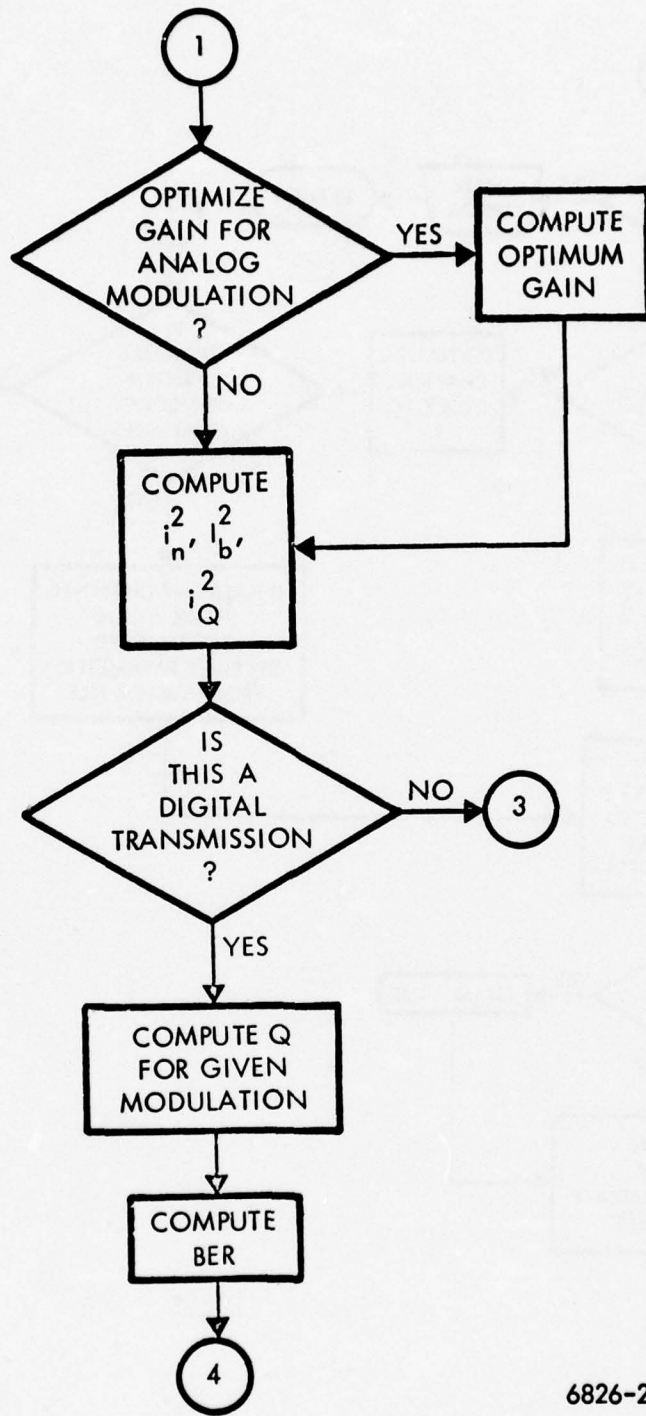 1
OPTIMIZE
GAIN FOR
ANALOG
MODULATION
?
YES
COMPUTE
OPTIMUM
GAIN
NO
COMPUTE
i_n^2, I_b^2,
i_Q^2
IS
THIS A
DIGITAL
TRANSMISSION
?
NO
3
YES
COMPUTE Q
FOR GIVEN
MODULATION
COMPUTE
BER
4
6826-2